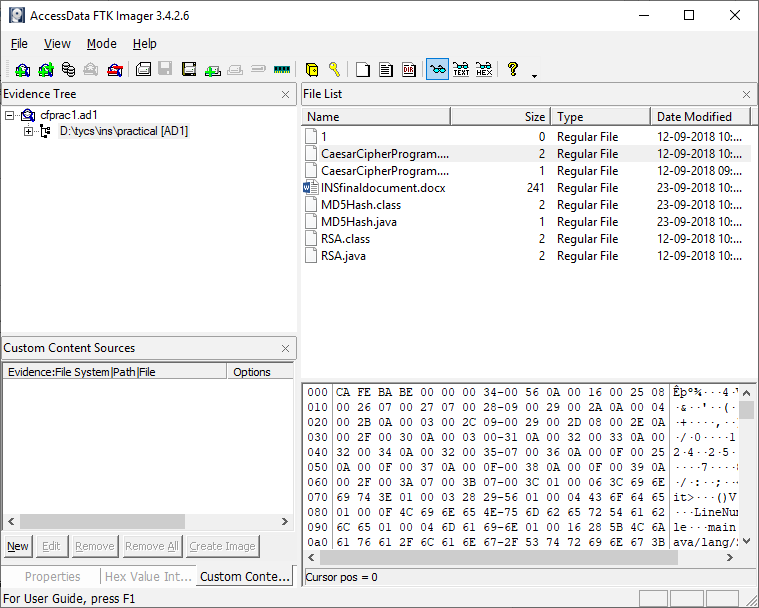 AccessData FTK Imager 3.4.2.6
File View Mode Help
Evidence Tree
cfprac1.ad1
D:\tycs\ins\practical [AD1]
File List
Name Size Type Date Modified
1 0 Regular File 12-09-2018 10:...
CaesarCipherProgram.... 2 Regular File 12-09-2018 10:...
CaesarCipherProgram.... 1 Regular File 12-09-2018 09:...
INSfinaldocument.docx 241 Regular File 23-09-2018 10:...
MD5Hash.class 2 Regular File 23-09-2018 10:...
MD5Hash.java 1 Regular File 23-09-2018 10:...
RSA.class 2 Regular File 12-09-2018 10:...
RSA.java 2 Regular File 12-09-2018 10:...
Custom Content Sources
Evidence:File System|Path|File Options
New Edit Remove Remove All Create Image
Properties Hex Value Int... Custom Conte...
000 CA FE BA BE 00 00 00 34-00 56 0A 00 16 00 25 08 Êþº¾···4·V
010 00 26 07 00 27 07 00 28-09 00 29 00 2A 0A 00 04 ·&··'··(·
020 00 2B 0A 00 03 00 2C 09-00 29 00 2D 08 00 2E 0A ·+····,·
030 00 2F 00 30 0A 00 03 00-31 0A 00 32 00 33 0A 00 ·/·0····1
040 32 00 34 0A 00 32 00 35-07 00 36 0A 00 0F 00 25 2·4··2·5·
050 0A 00 0F 00 37 0A 00 0F-00 38 0A 00 0F 00 39 0A ····7····8
060 00 2F 00 3A 07 00 3B 07-00 3C 01 00 06 3C 69 6E ·/·:··;··
070 69 74 3E 01 00 03 28 29-56 01 00 04 43 6F 64 65 it>···()V
080 01 00 0F 4C 69 6E 65 4E-75 6D 62 65 72 54 61 62 ···LineNum
090 6C 65 01 00 04 6D 61 69-6E 01 00 16 28 5B 4C 6A le···main
0a0 61 76 61 2F 6C 61 6E 67-2F 53 74 72 69 6E 67 3B ava/lang/S
Cursor pos = 0
For User Guide, press F1